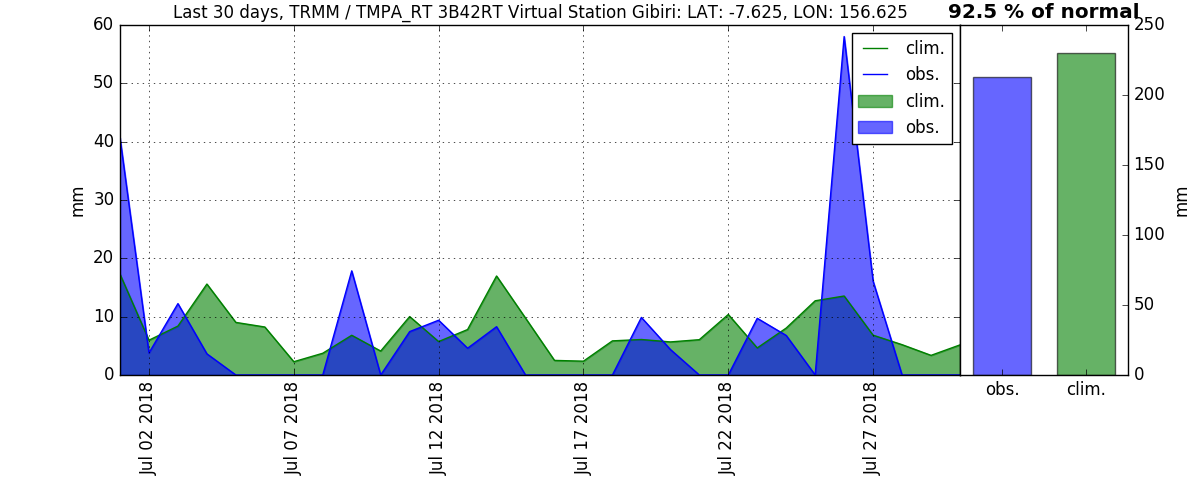 Last 30 days, TRMM / TMPA_RT 3B42RT Virtual Station Gibiri: LAT: -7.625, LON: 156.625
92.5 % of normal
60
50
40
30
20
10
0
mm
clim.
obs.
clim.
obs.
Jul 02 2018
Jul 07 2018
Jul 12 2018
Jul 17 2018
Jul 22 2018
Jul 27 2018
250
200
150
100
50
0
mm
obs.
clim.